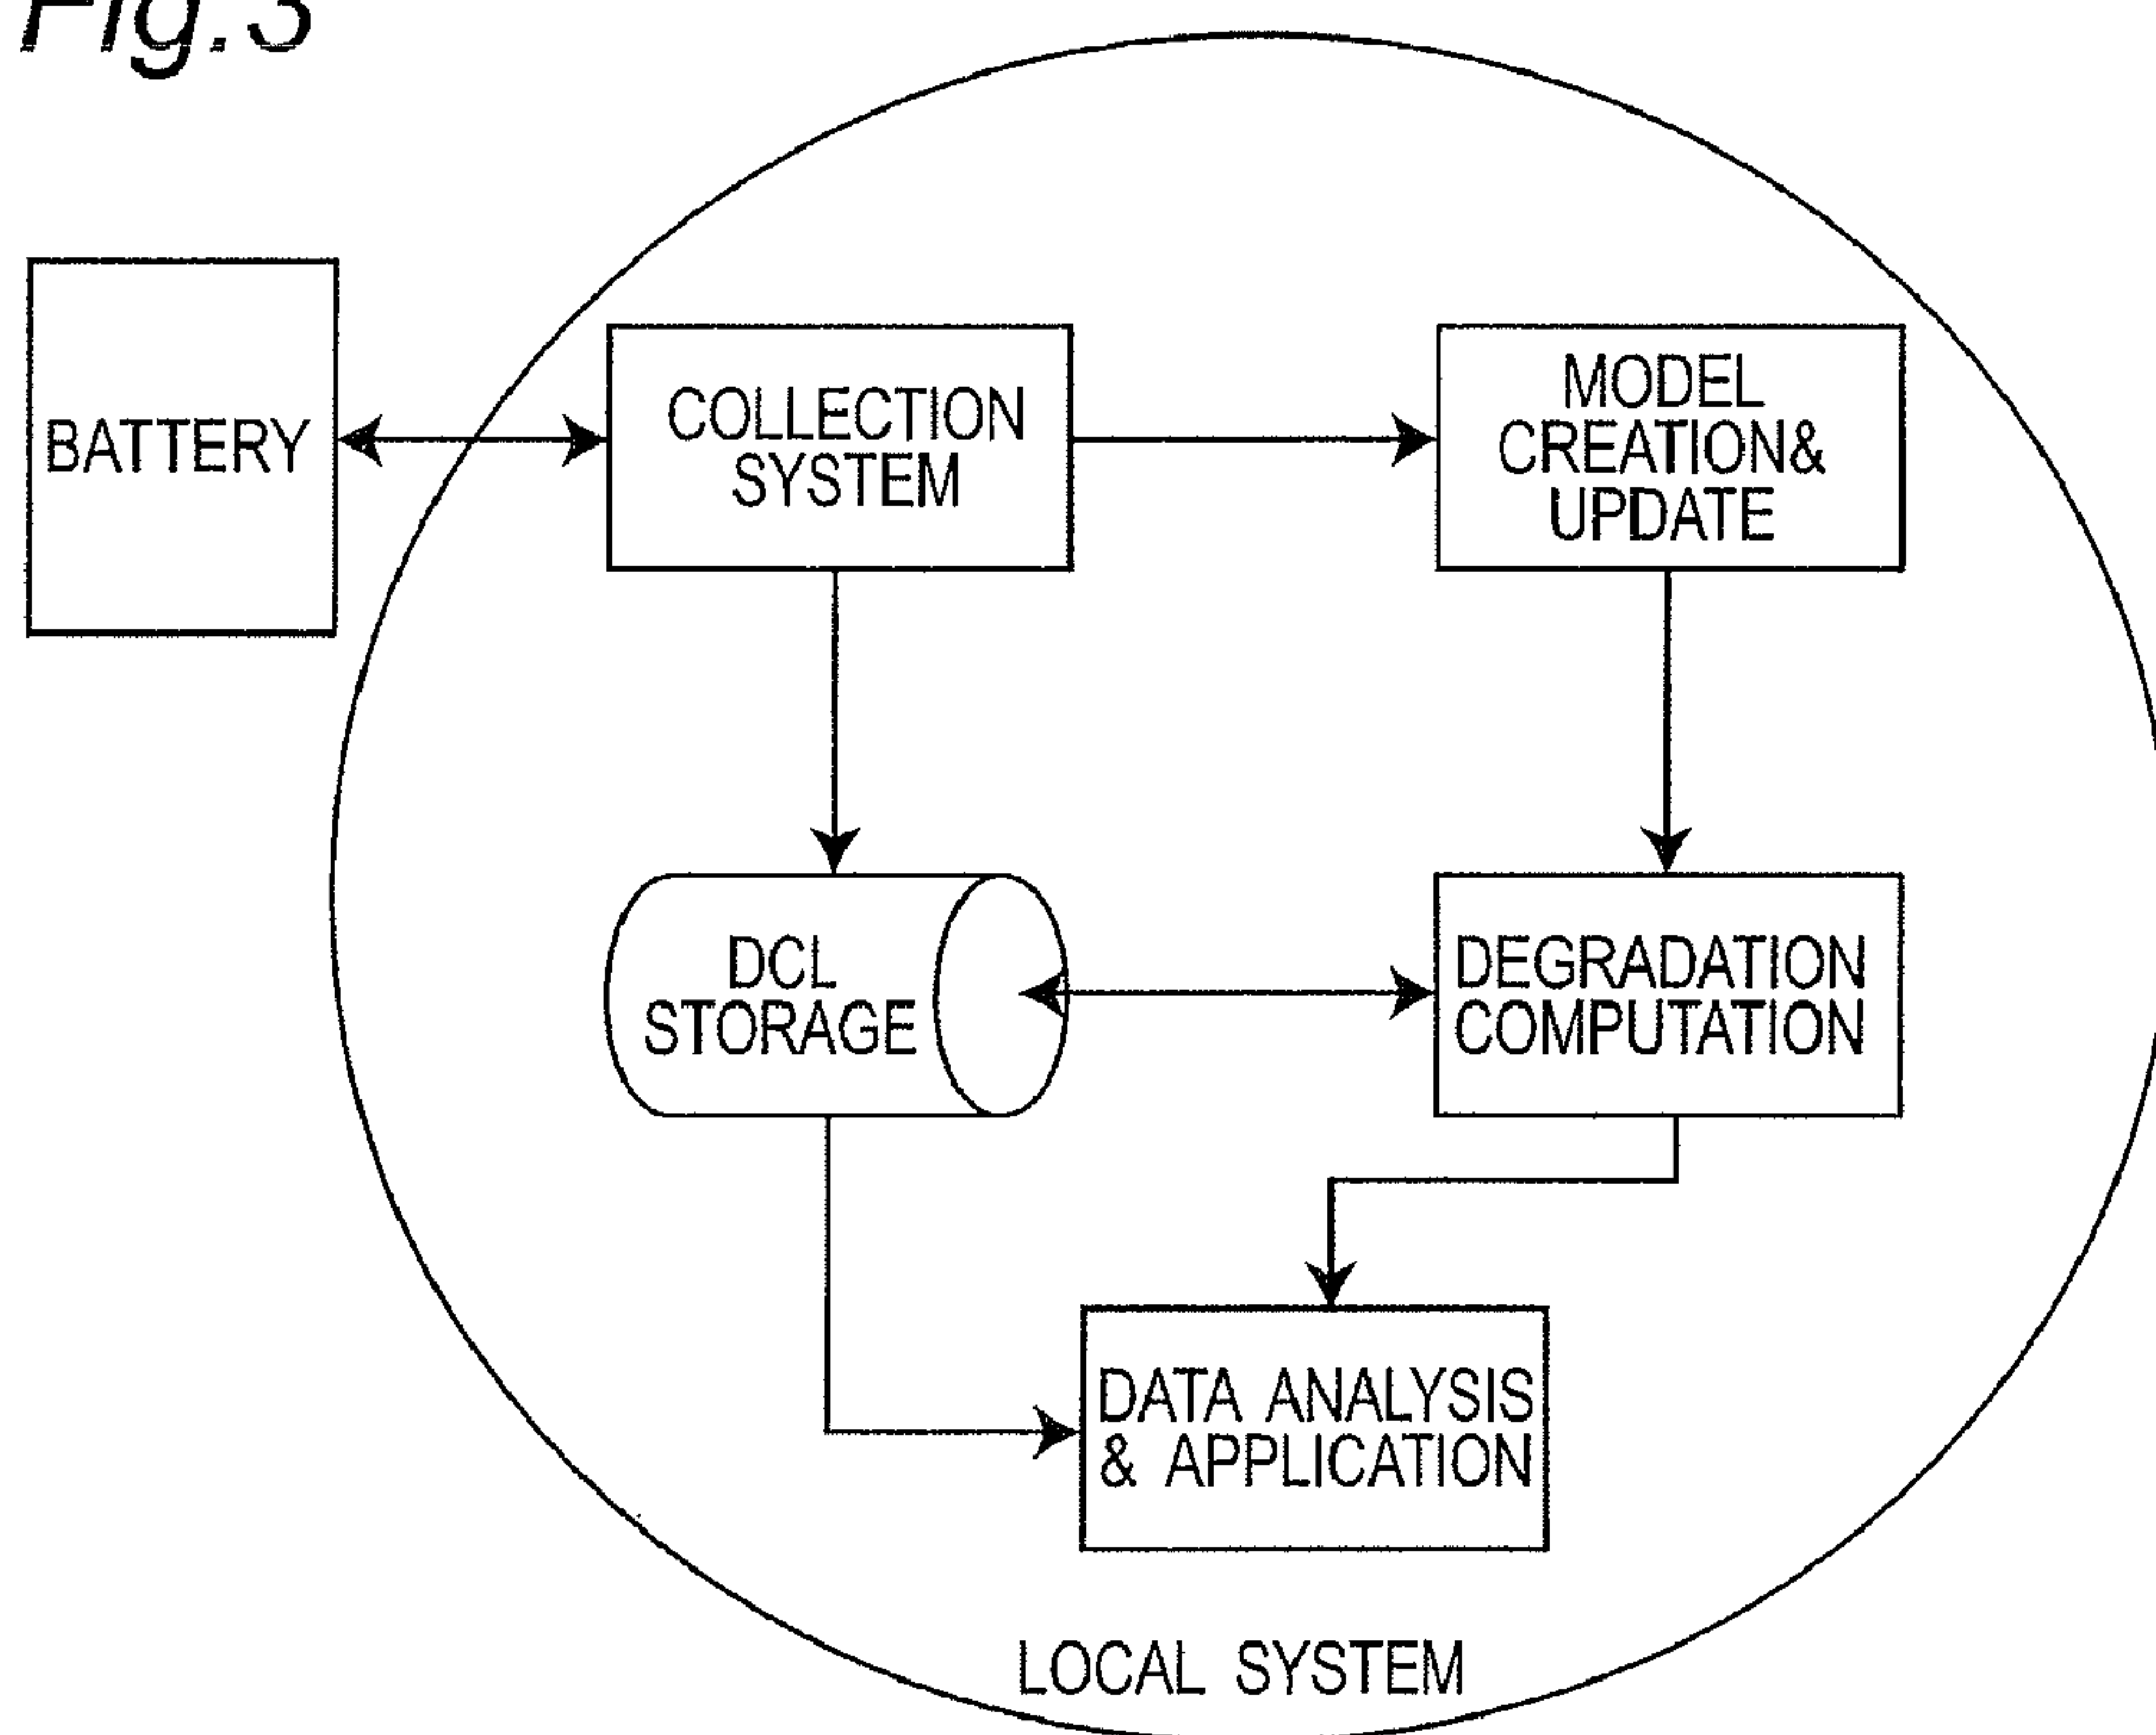 Fig.3
BATTERY
COLLECTION
SYSTEM
MODEL
CREATION&
UPDATE
DCL
STORAGE
DEGRADATION
COMPUTATION
DATA ANALYSIS
& APPLICATION
LOCAL SYSTEM